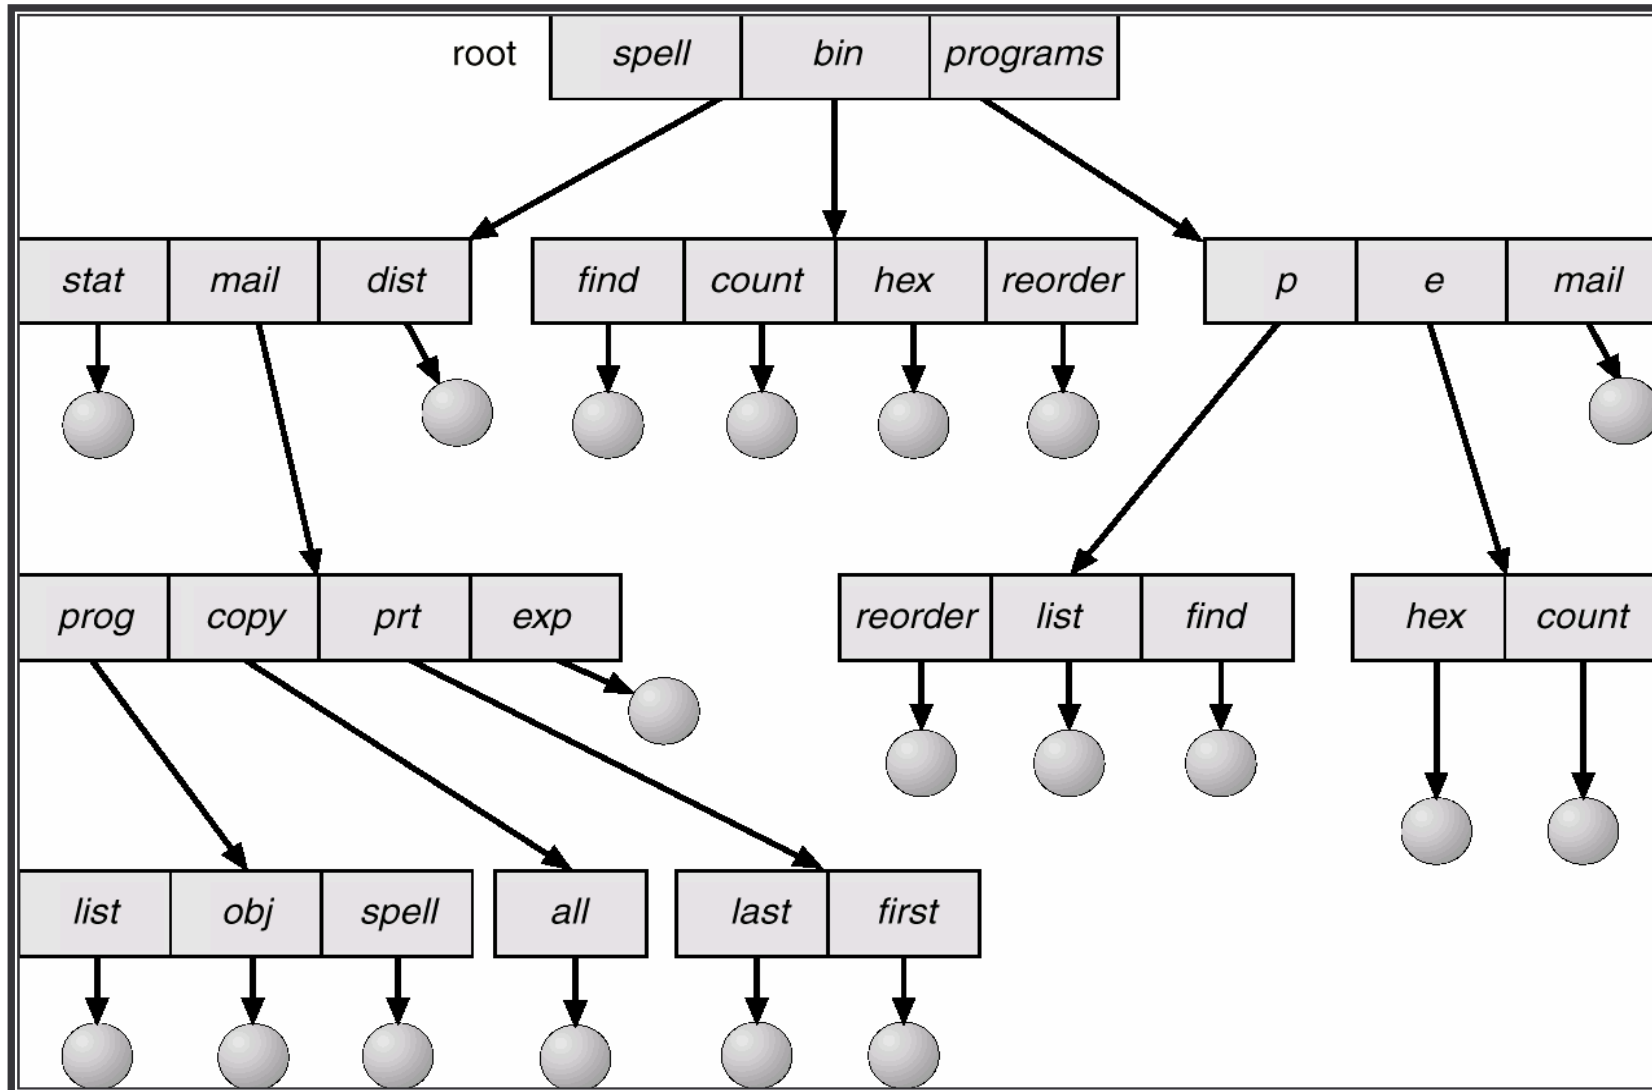 root spell bin programs
stat mail dist find count hex reorder p e mail
prog copy prt exp reorder list find hex count
list obj spell all last first